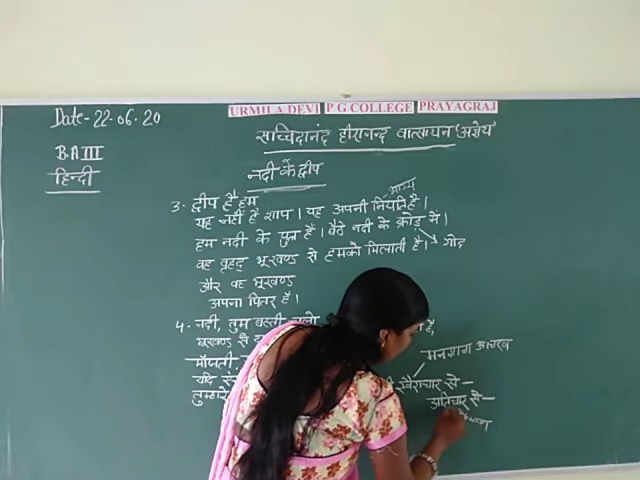 Date-22.06.20
URMILA DEVI P G COLLEGE PRAYAGRAJ
सच्चिदानंद हीरानन्द वात्सायन 'अज्ञेय'
B.A III
हिन्दी
नदी के द्वीप
3. द्वीप हैं हम
भाग्य
यह नहीं है शाप। यह अपनी नियति है।
हम नदी के पुत्र हैं। बैठे नदी के क्रोड़ में।
गोद
वह वृहद् भूखण्ड से हमको मिलाती है।
और वह भूखण्ड
अपना पितर है।
4. नदी, तुम बहती चलो
भूखण्ड से
माँजती,
मनमाना आचरण
यदि
स्वैराचार से-
तुम्हारे
अतिचार से-